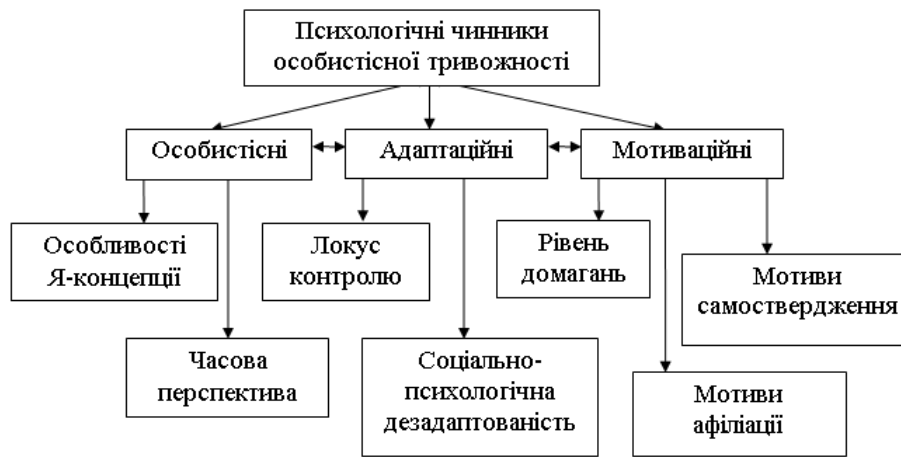 Психологічні чинники
особистісної тривожності
Особистісні
Адаптаційні
Мотиваційні
Особливості
Я-концепції
Локус
контролю
Рівень
домагань
Мотиви
самоствердження
Часова
перспектива
Соціально-
психологічна
дезадаптованість
Мотиви
афіліації